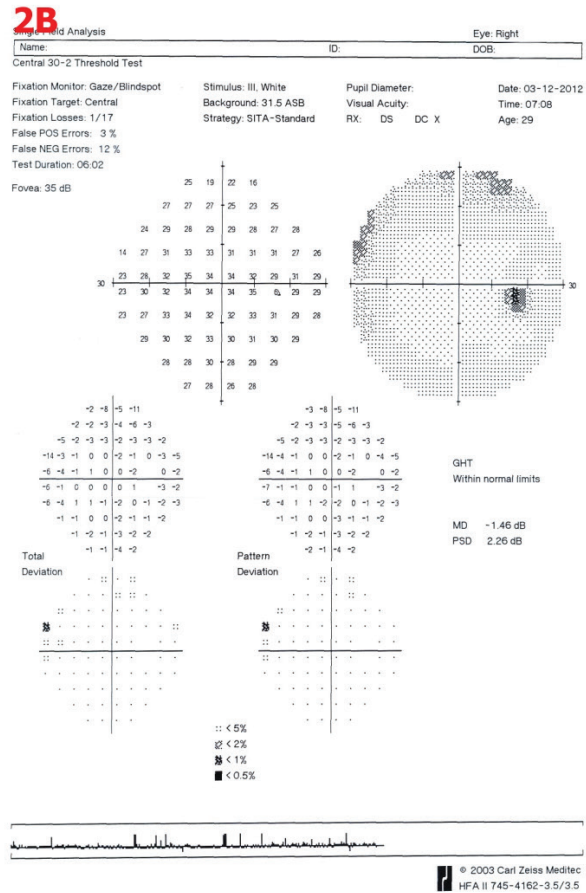 2B
Single Field Analysis
Eye: Right
Name:
ID:
DOB:
Central 30-2 Threshold Test
Fixation Monitor: Gaze/Blindspot
Stimulus: III, White
Pupil Diameter:
Date: 03-12-2012
Fixation Target: Central
Background: 31.5 ASB
Visual Acuity:
Time: 07:08
Fixation Losses: 1/17
Strategy: SITA-Standard
RX: DS DC X
Age: 29
False POS Errors: 3 %
False NEG Errors: 12 %
Test Duration: 06:02
Fovea: 35 dB
25 19 22 16
27 27 27 25 23 25
24 29 28 29 29 28 27 28
14 27 31 33 33 31 31 31 27 26
30 23 28 32 35 34 34 32 29 31 29 30
23 30 32 34 34 34 35 0 29 29
23 27 33 34 32 32 33 31 29 28
29 30 32 33 30 31 30 29
28 28 30 28 29 29
27 28 26 28
-2 -8 -5 -11
-2 -2 -3 -4 -6 -3
-5 -2 -3 -3 -2 -3 -3 -2
-14 -3 -1 0 0 -2 -1 0 -3 -5
-6 -4 -1 1 0 0 -2 0 -2
-6 -1 0 0 0 0 1 -3 -2
-6 -4 1 1 -1 -2 0 -1 -2 -3
-1 -1 0 0 -2 -1 -1 -2
-1 -2 -1 -3 -2 -2
-1 -1 -4 -2
Total
Deviation
-3 -8 -5 -11
-2 -3 -3 -5 -6 -3
-5 -2 -3 -3 -2 -3 -3 -2
-14 -4 -1 0 0 -2 -1 0 -4 -5
-6 -4 -1 1 0 0 -2 0 -2
-7 -1 -1 0 0 -1 1 -3 -2
-6 -4 1 1 -2 -2 0 -1 -2 -3
-1 -1 0 0 -3 -1 -1 -2
-1 -2 -1 -3 -2 -2
-2 -1 -4 -2
Pattern
Deviation
GHT
Within normal limits
MD -1.46 dB
PSD 2.26 dB
< 5%
< 2%
< 1%
< 0.5%
© 2003 Carl Zeiss Meditec
HFA II 745-4162-3.5/3.5